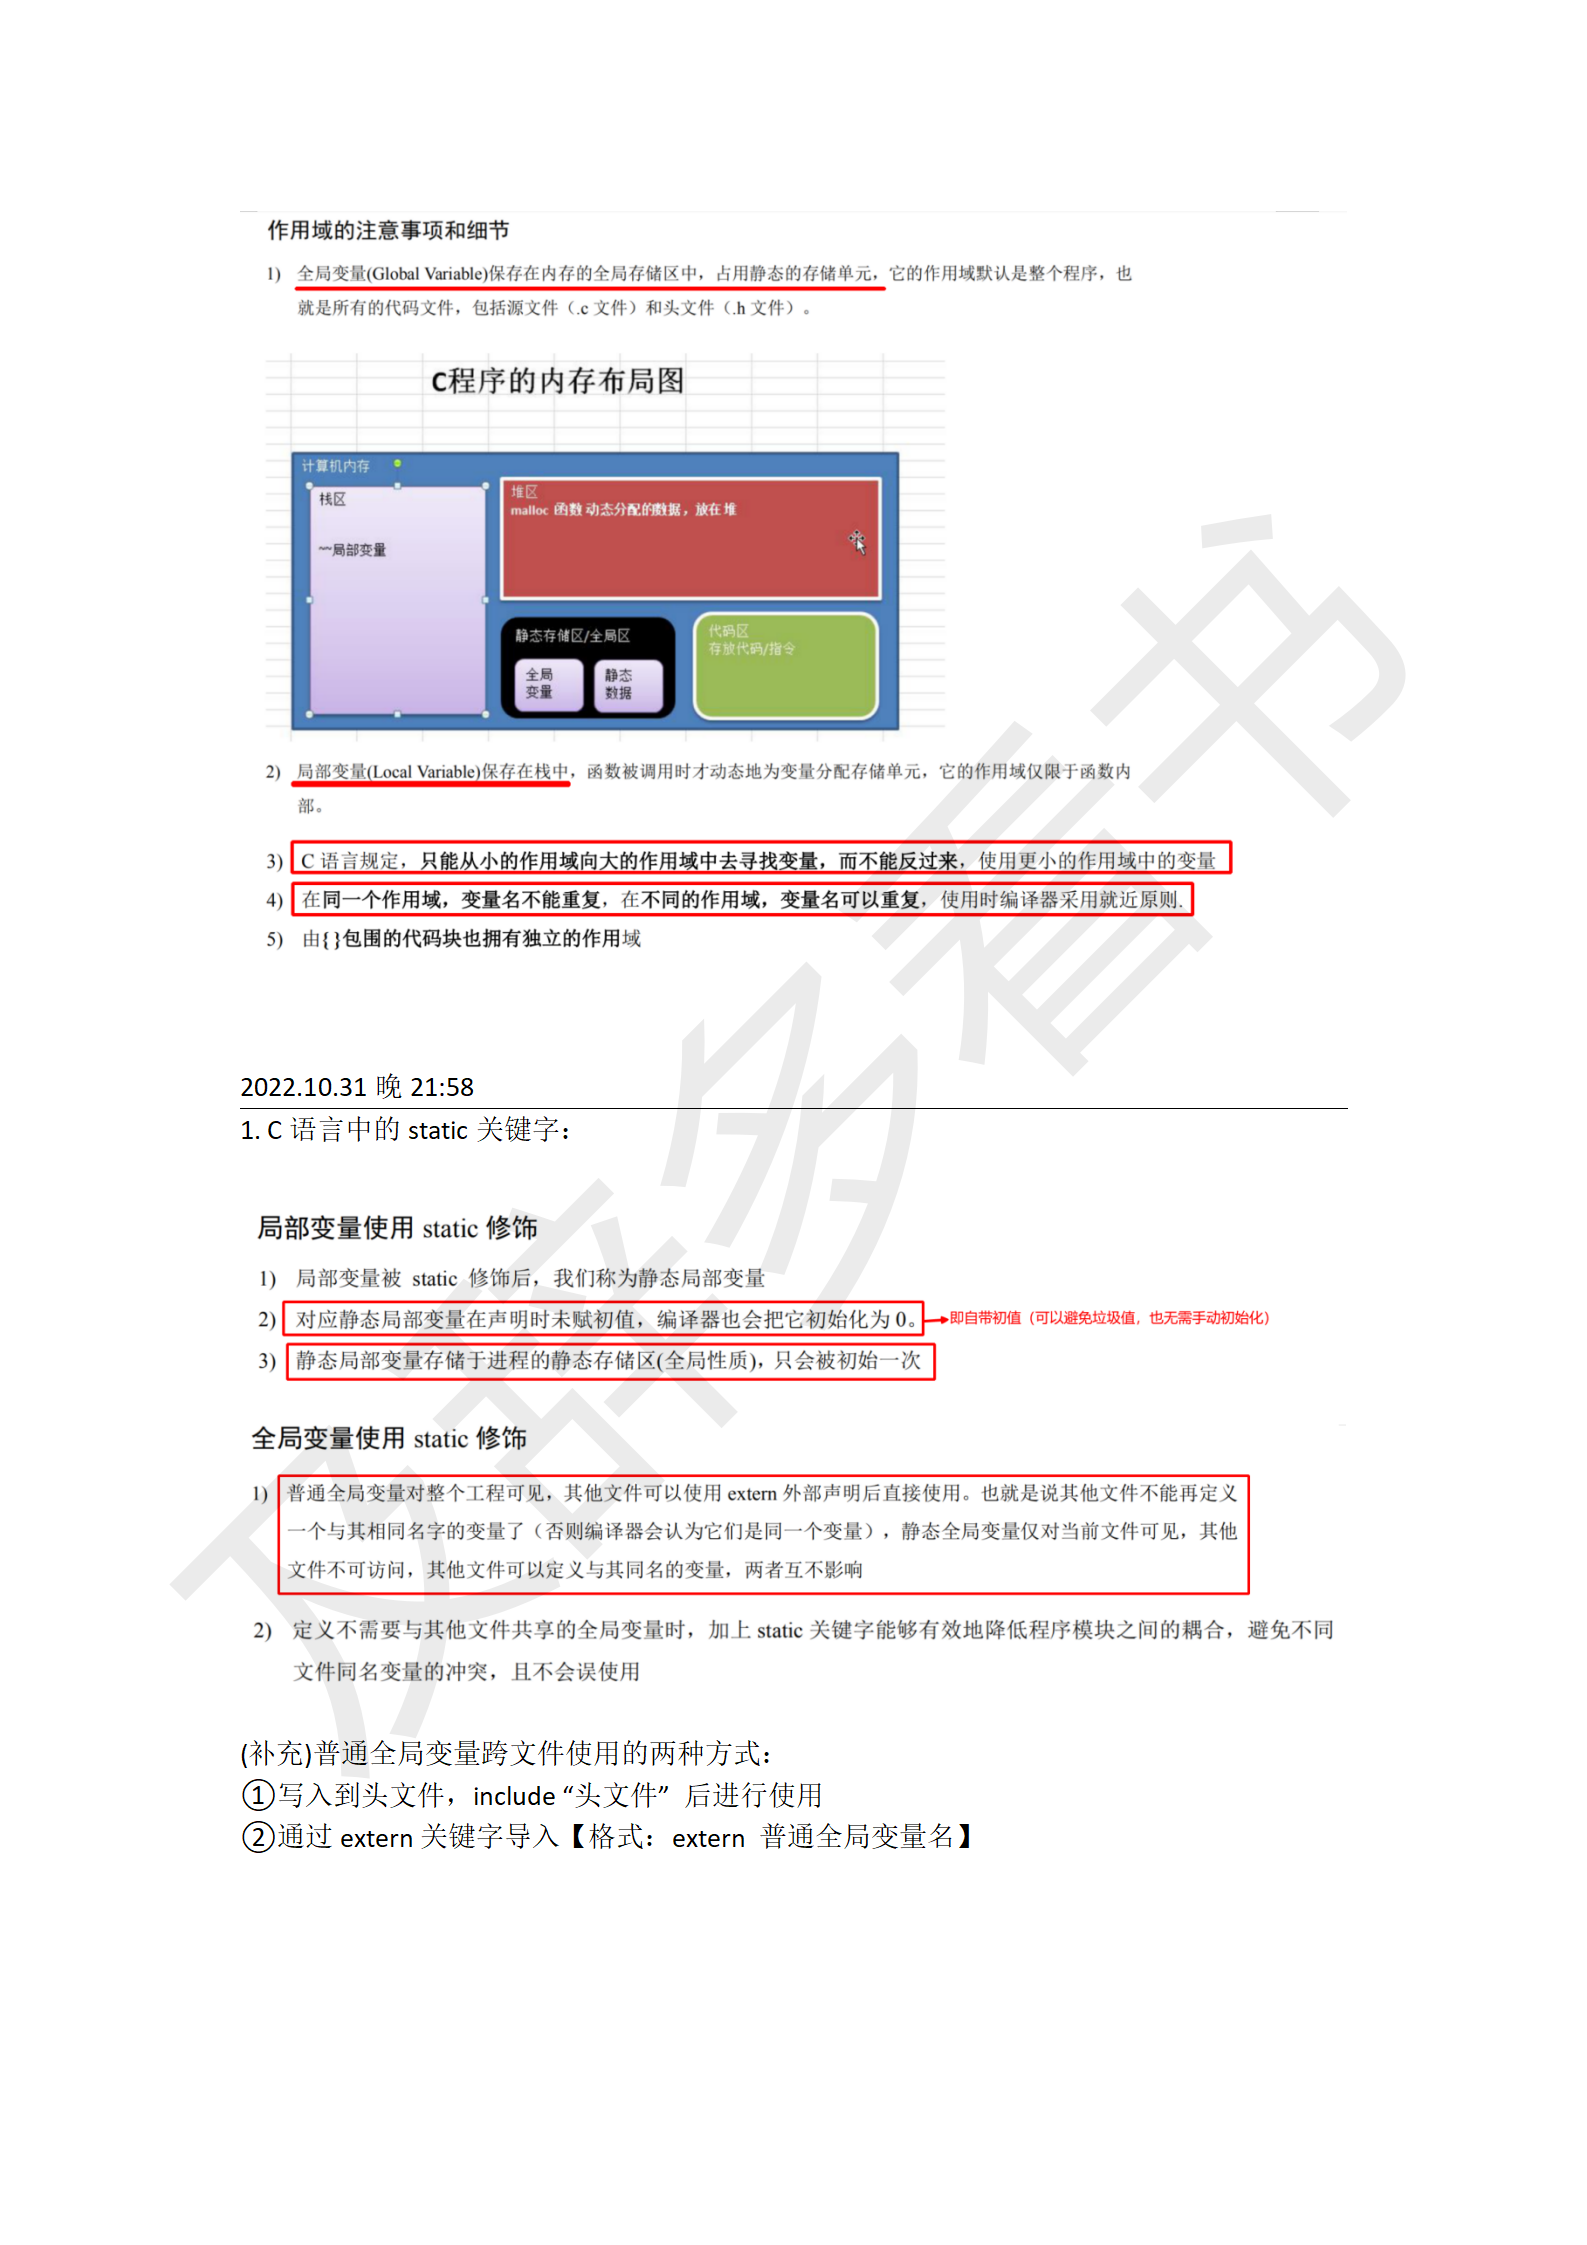 作用域的注意事项和细节
1) 全局变量(Global Variable)保存在内存的全局存储区中，占用静态的存储单元，它的作用域默认是整个程序，也
就是所有的代码文件，包括源文件（.c 文件）和头文件（.h 文件）。
C程序的内存布局图
计算机内存
栈区
~~局部变量
堆区
malloc 函数 动态分配的数据，放在 堆
静态存储区/全局区
全局
变量
静态
数据
代码区
存放代码/指令
2) 局部变量(Local Variable)保存在栈中，函数被调用时才动态地为变量分配存储单元，它的作用域仅限于函数内
部。
3) C 语言规定，只能从小的作用域向大的作用域中去寻找变量，而不能反过来，使用更小的作用域中的变量
4) 在同一个作用域，变量名不能重复，在不同的作用域，变量名可以重复，使用时编译器采用就近原则.
5) 由{ }包围的代码块也拥有独立的作用域
2022.10.31 晚 21:58
1. C 语言中的 static 关键字：
局部变量使用 static 修饰
1) 局部变量被 static 修饰后，我们称为静态局部变量
2) 对应静态局部变量在声明时未赋初值，编译器也会把它初始化为 0。
即自带初值（可以避免垃圾值，也无需手动初始化）
3) 静态局部变量存储于进程的静态存储区(全局性质)，只会被初始一次
全局变量使用 static 修饰
1) 普通全局变量对整个工程可见，其他文件可以使用 extern 外部声明后直接使用。也就是说其他文件不能再定义
一个与其相同名字的变量了（否则编译器会认为它们是同一个变量），静态全局变量仅对当前文件可见，其他
文件不可访问，其他文件可以定义与其同名的变量，两者互不影响
2) 定义不需要与其他文件共享的全局变量时，加上 static 关键字能够有效地降低程序模块之间的耦合，避免不同
文件同名变量的冲突，且不会误使用
(补充)普通全局变量跨文件使用的两种方式：
①写入到头文件，include “头文件” 后进行使用
②通过 extern 关键字导入【格式：extern 普通全局变量名】
及辞多看书